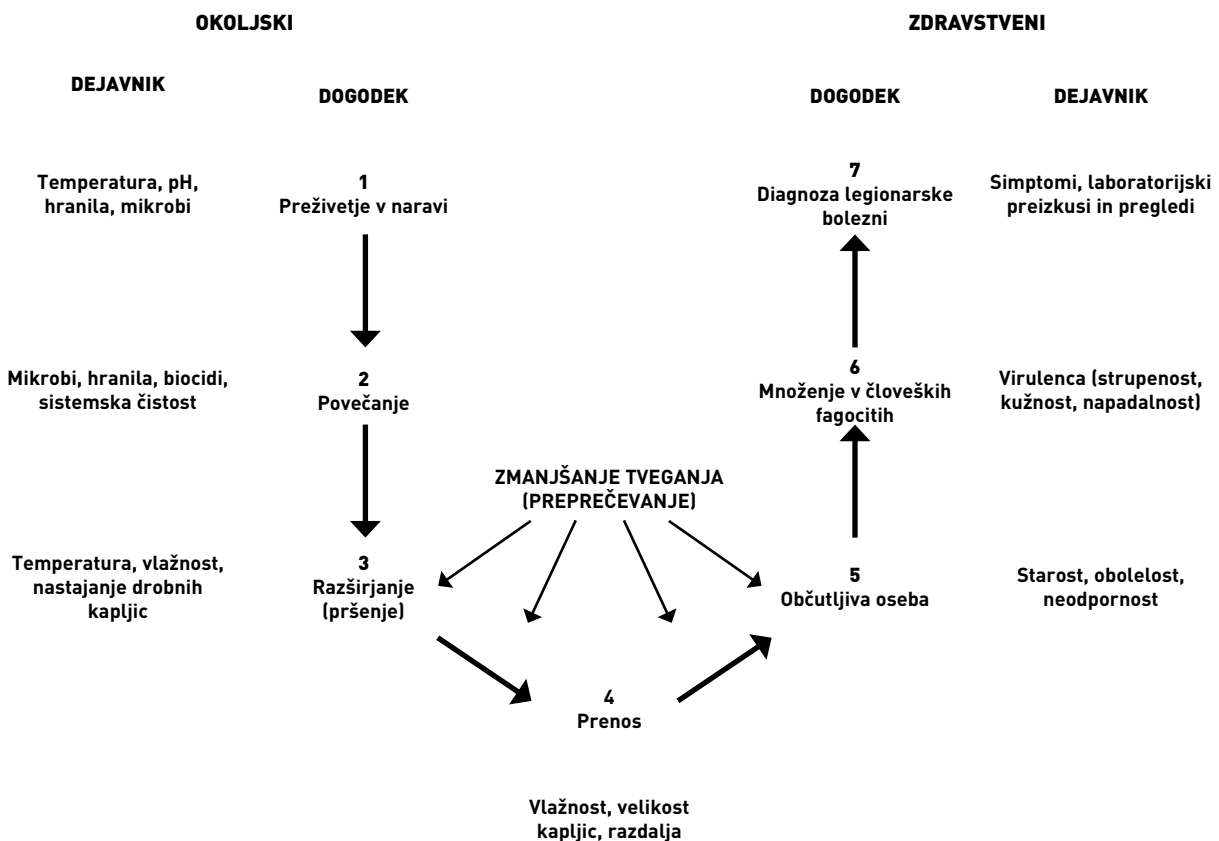 OKOLJSKI
ZDRAVSTVENI
DEJAVNIK
DOGODEK
DOGODEK
DEJAVNIK
Temperatura, pH,
hranila, mikrobi
1
Preživetje v naravi
7
Diagnoza legionarske
bolezni
Simptomi, laboratorijski
preizkusi in pregledi
Mikrobi, hranila, biocidi,
sistemska čistost
2
Povečanje
6
Množenje v človeških
fagocitih
Virulenca (strupenost,
kužnost, napadalnost)
ZMANJŠANJE TVEGANJA
(PREPREČEVANJE)
Temperatura, vlažnost,
nastajanje drobnih
kapljic
3
Razširjanje
(pršenje)
5
Občutljiva oseba
Starost, obolelost,
neodpornost
4
Prenos
Vlažnost, velikost
kapljic, razdalja